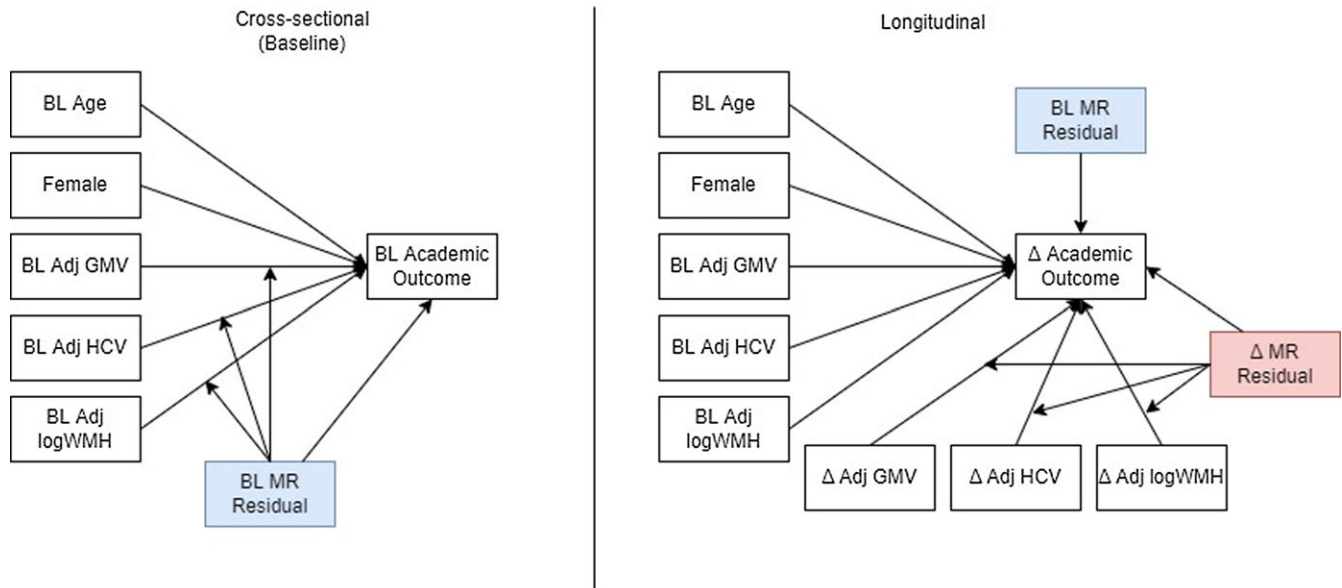 Cross-sectional
(Baseline)
BL Age
Female
BL Adj GMV
BL Adj HCV
BL Adj
logWMH
BL Academic
Outcome
BL MR
Residual
Longitudinal
BL Age
Female
BL Adj GMV
BL Adj HCV
BL Adj
logWMH
BL MR
Residual
Δ Academic
Outcome
Δ MR
Residual
Δ Adj GMV
Δ Adj HCV
Δ Adj logWMH